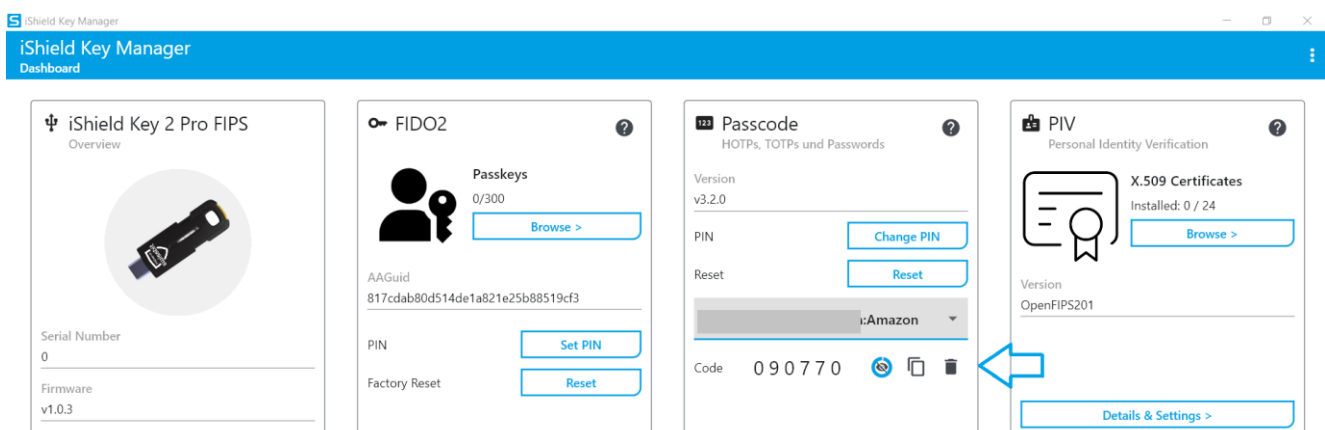 iShield Key Manager
iShield Key Manager
Dashboard
iShield Key 2 Pro FIPS
Overview
Serial Number
0
Firmware
v1.0.3
FIDO2
Passkeys
0/300
Browse >
AAGuid
817cdab80d514de1a821e25b88519cf3
PIN
Set PIN
Factory Reset
Reset
123
Passcode
HOTPs, TOTPs und Passwords
Version
v3.2.0
PIN
Change PIN
Reset
Reset
:Amazon
Code
090770
PIV
Personal Identity Verification
X.509 Certificates
Installed: 0 / 24
Browse >
Version
OpenFIPS201
Details & Settings >